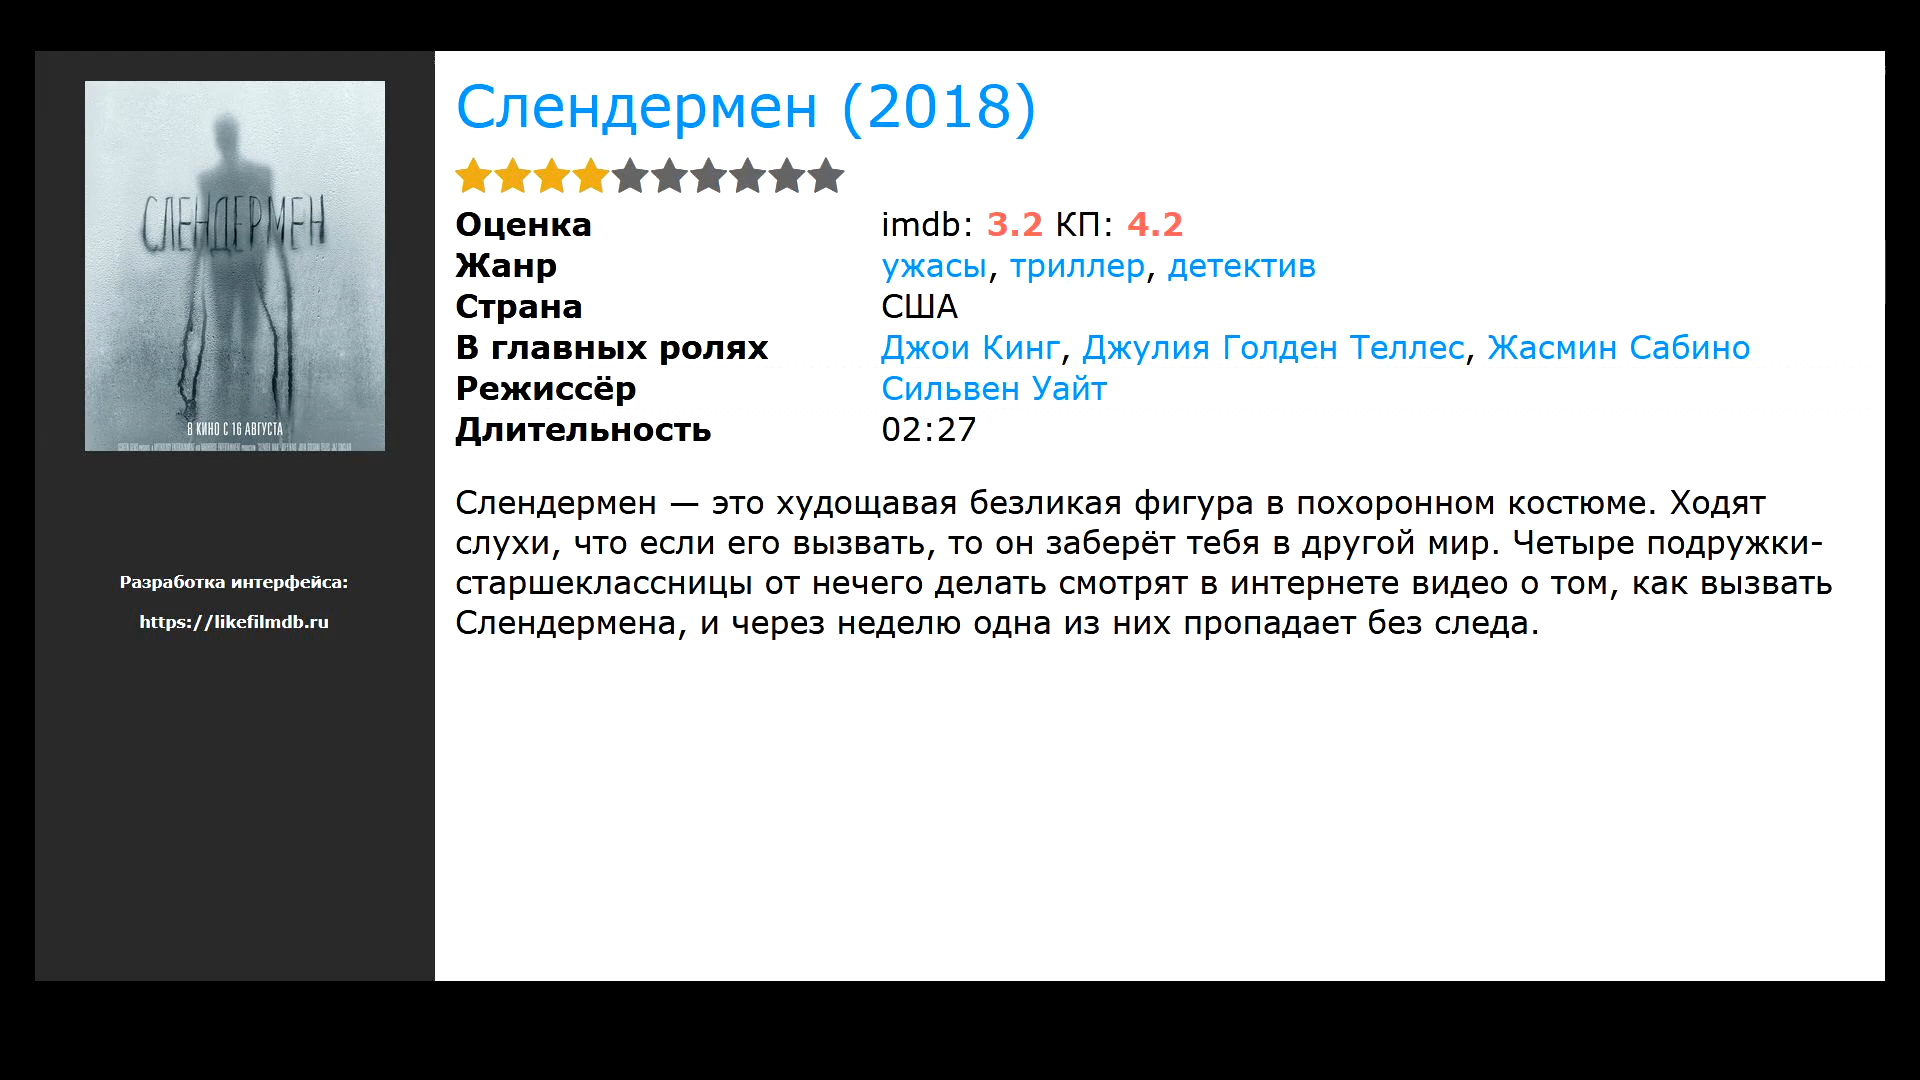 СЛЕНДЕРМЕН
В КИНО С 16 АВГУСТА
Разработка интерфейса:
https://likefilmdb.ru
Слендермен (2018)
Оценка imdb: 3.2 КП: 4.2
Жанр ужасы, триллер, детектив
Страна США
В главных ролях Джои Кинг, Джулия Голден Теллес, Жасмин Сабино
Режиссёр Сильвен Уайт
Длительность 02:27
Слендермен — это худощавая безликая фигура в похоронном костюме. Ходят
слухи, что если его вызвать, то он заберёт тебя в другой мир. Четыре подружки-
старшеклассницы от нечего делать смотрят в интернете видео о том, как вызвать
Слендермена, и через неделю одна из них пропадает без следа.